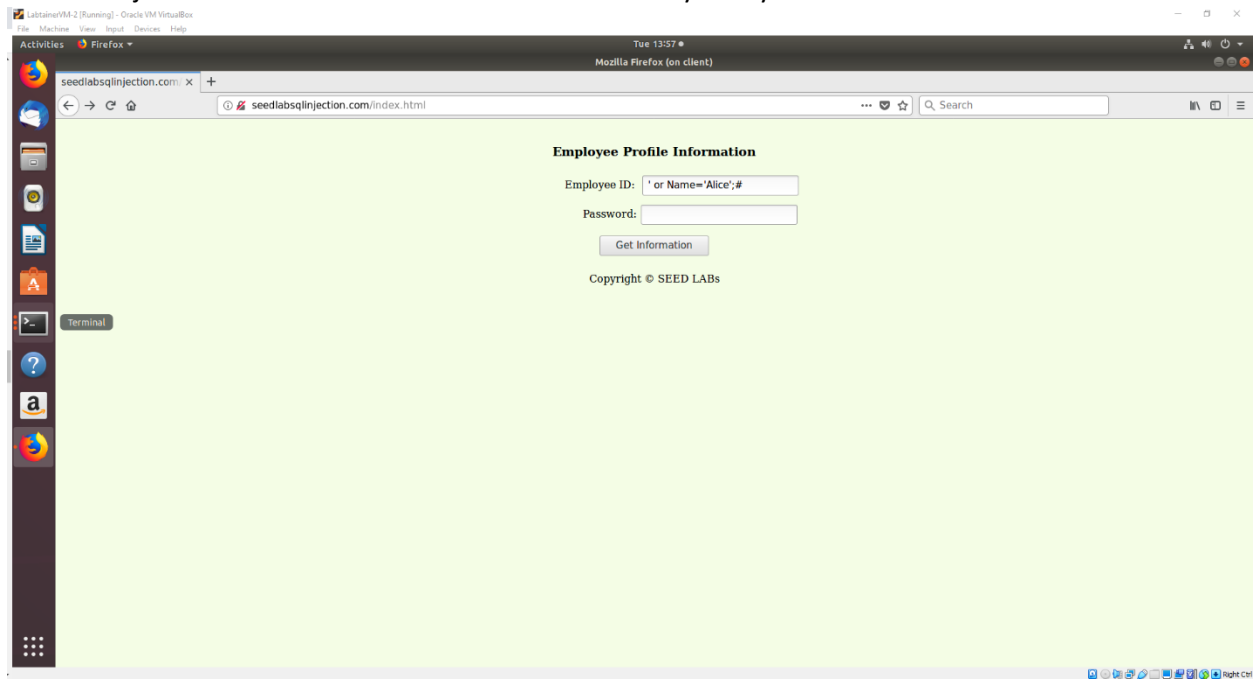 LabtainerVM-2 [Running] - Oracle VM VirtualBox
File Machine View Input Devices Help
Activities Firefox Tue 13:57
Mozilla Firefox (on client)
seedlabsqlinjection.com/ × +
seedlabsqlinjection.com/index.html Search
Employee Profile Information
Employee ID: ' or Name='Alice';#
Password:
Get Information
Copyright © SEED LABs
Terminal
Right Ctrl